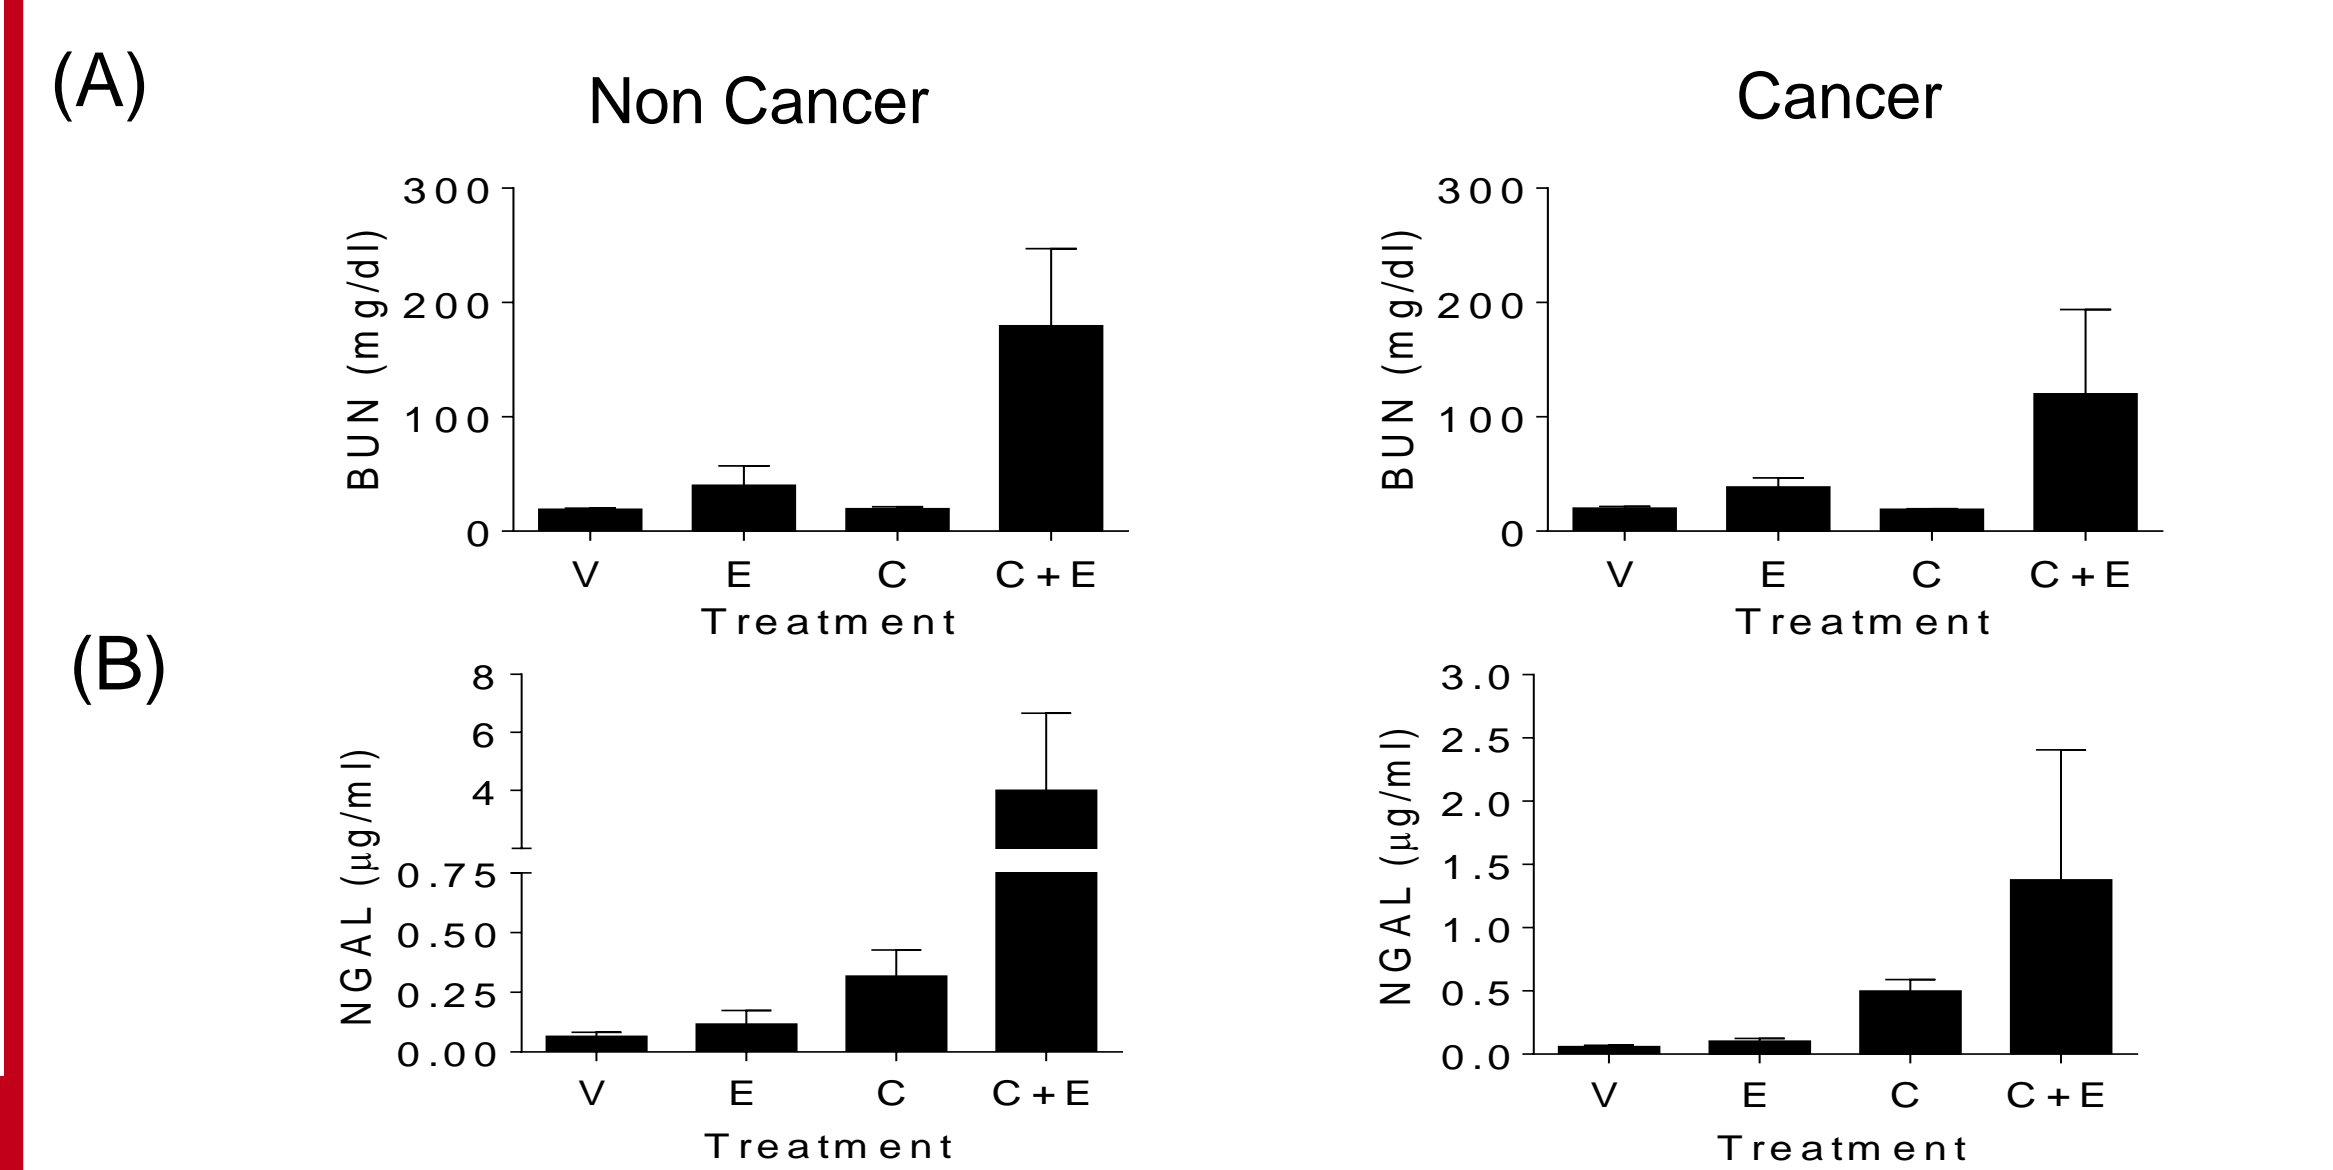 (A)
Non Cancer
Cancer
BUN (mg/dl)
300
200
100
0
V E C C+E
Treatment
BUN (mg/dl)
300
200
100
0
V E C C+E
Treatment
(B)
NGAL (μg/ml)
8
6
4
0.75
0.50
0.25
0.00
V E C C+E
Treatment
NGAL (μg/ml)
3.0
2.5
2.0
1.5
1.0
0.5
0.0
V E C C+E
Treatment